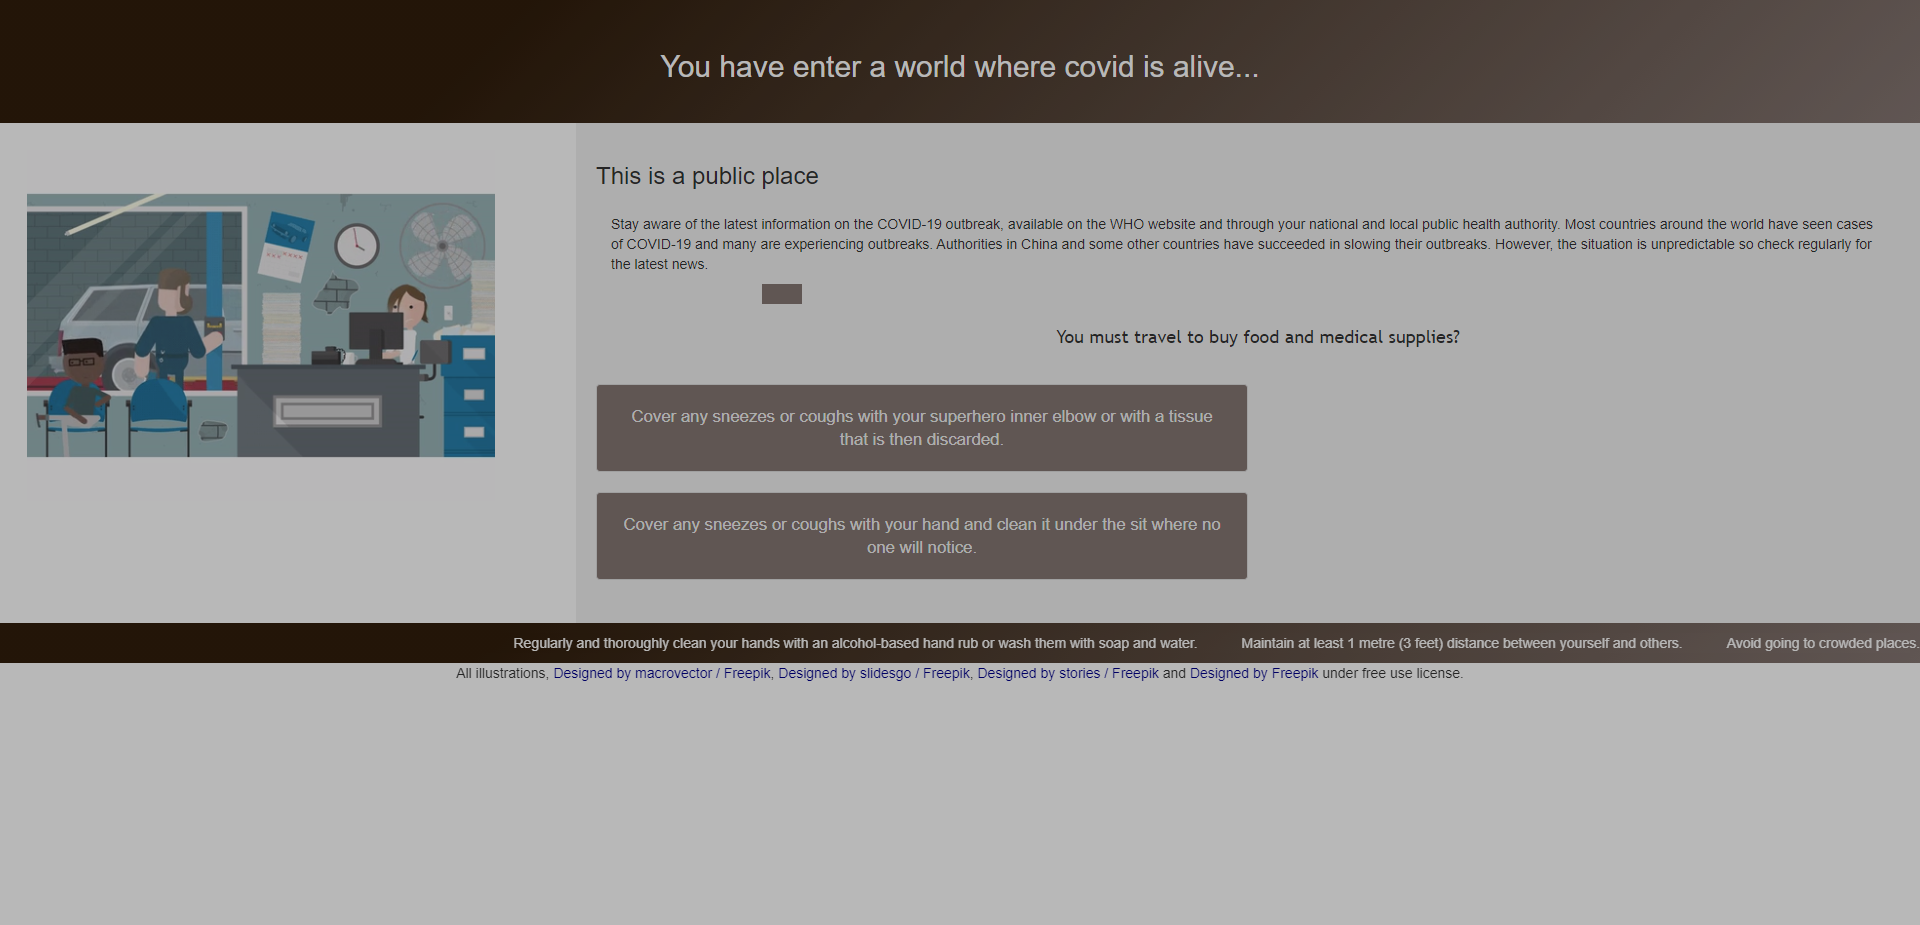 You have enter a world where covid is alive...
This is a public place
Stay aware of the latest information on the COVID-19 outbreak, available on the WHO website and through your national and local public health authority. Most countries around the world have seen cases
of COVID-19 and many are experiencing outbreaks. Authorities in China and some other countries have succeeded in slowing their outbreaks. However, the situation is unpredictable so check regularly for
the latest news.
You must travel to buy food and medical supplies?
Cover any sneezes or coughs with your superhero inner elbow or with a tissue
that is then discarded.
Cover any sneezes or coughs with your hand and clean it under the sit where no
one will notice.
Regularly and thoroughly clean your hands with an alcohol-based hand rub or wash them with soap and water. Maintain at least 1 metre (3 feet) distance between yourself and others. Avoid going to crowded places.
All illustrations, Designed by macrovector / Freepik, Designed by slidesgo / Freepik, Designed by stories / Freepik and Designed by Freepik under free use license.